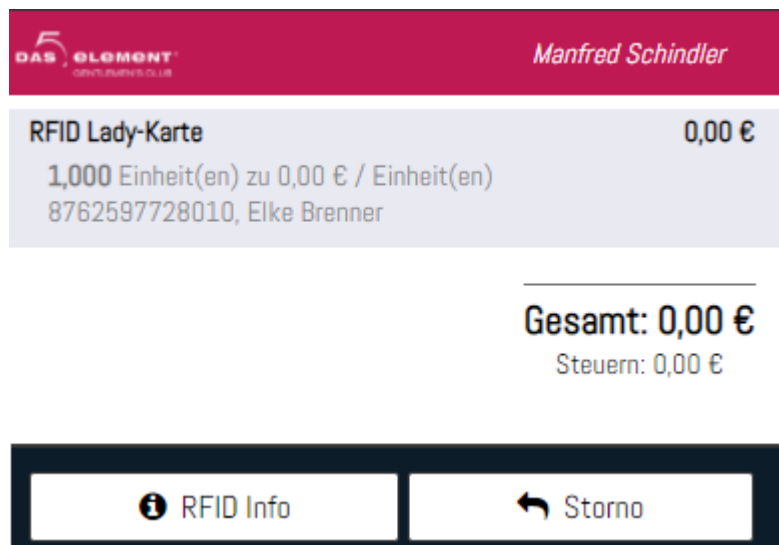 DAS 5 ELEMENT
GENTLEMEN'S CLUB
Manfred Schindler
RFID Lady-Karte 0,00 €
1,000 Einheit(en) zu 0,00 € / Einheit(en)
8762597728010, Elke Brenner
Gesamt: 0,00 €
Steuern: 0,00 €
RFID Info
Storno